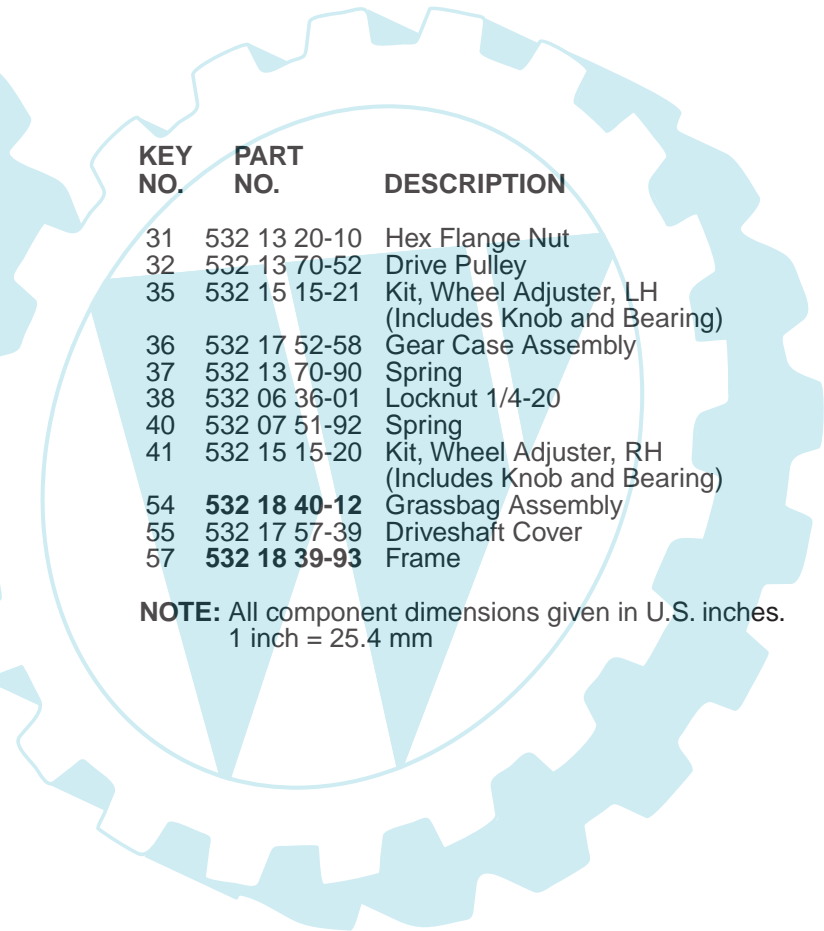 KEY PART
NO. NO. DESCRIPTION
31 532 13 20-10 Hex Flange Nut
32 532 13 70-52 Drive Pulley
35 532 15 15-21 Kit, Wheel Adjuster, LH
(Includes Knob and Bearing)
36 532 17 52-58 Gear Case Assembly
37 532 13 70-90 Spring
38 532 06 36-01 Locknut 1/4-20
40 532 07 51-92 Spring
41 532 15 15-20 Kit, Wheel Adjuster, RH
(Includes Knob and Bearing)
54 532 18 40-12 Grassbag Assembly
55 532 17 57-39 Driveshaft Cover
57 532 18 39-93 Frame
NOTE: All component dimensions given in U.S. inches.
1 inch = 25.4 mm